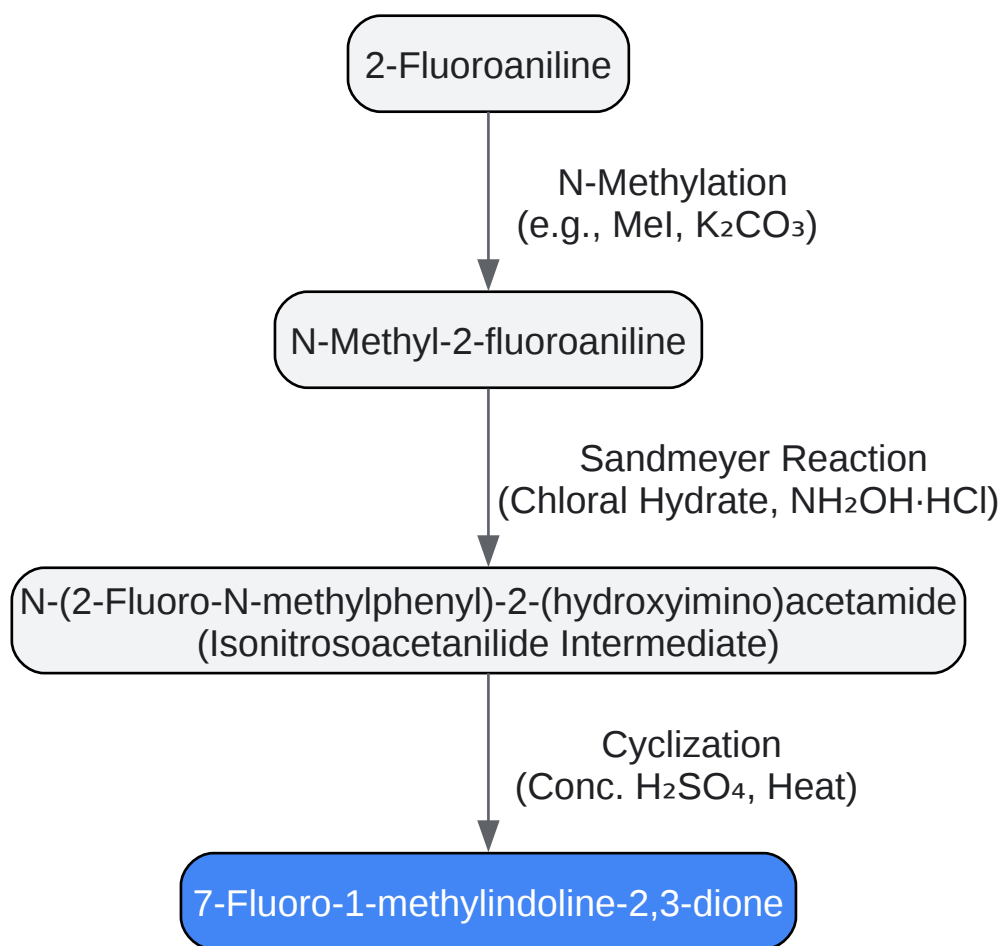 2-Fluoroaniline
N-Methylation
(e.g., MeI, K₂CO₃)
N-Methyl-2-fluoroaniline
Sandmeyer Reaction
(Chloral Hydrate, NH₂OH·HCl)
N-(2-Fluoro-N-methylphenyl)-2-(hydroxyimino)acetamide
(Isonitrosoacetanilide Intermediate)
Cyclization
(Conc. H₂SO₄, Heat)
7-Fluoro-1-methylindoline-2,3-dione